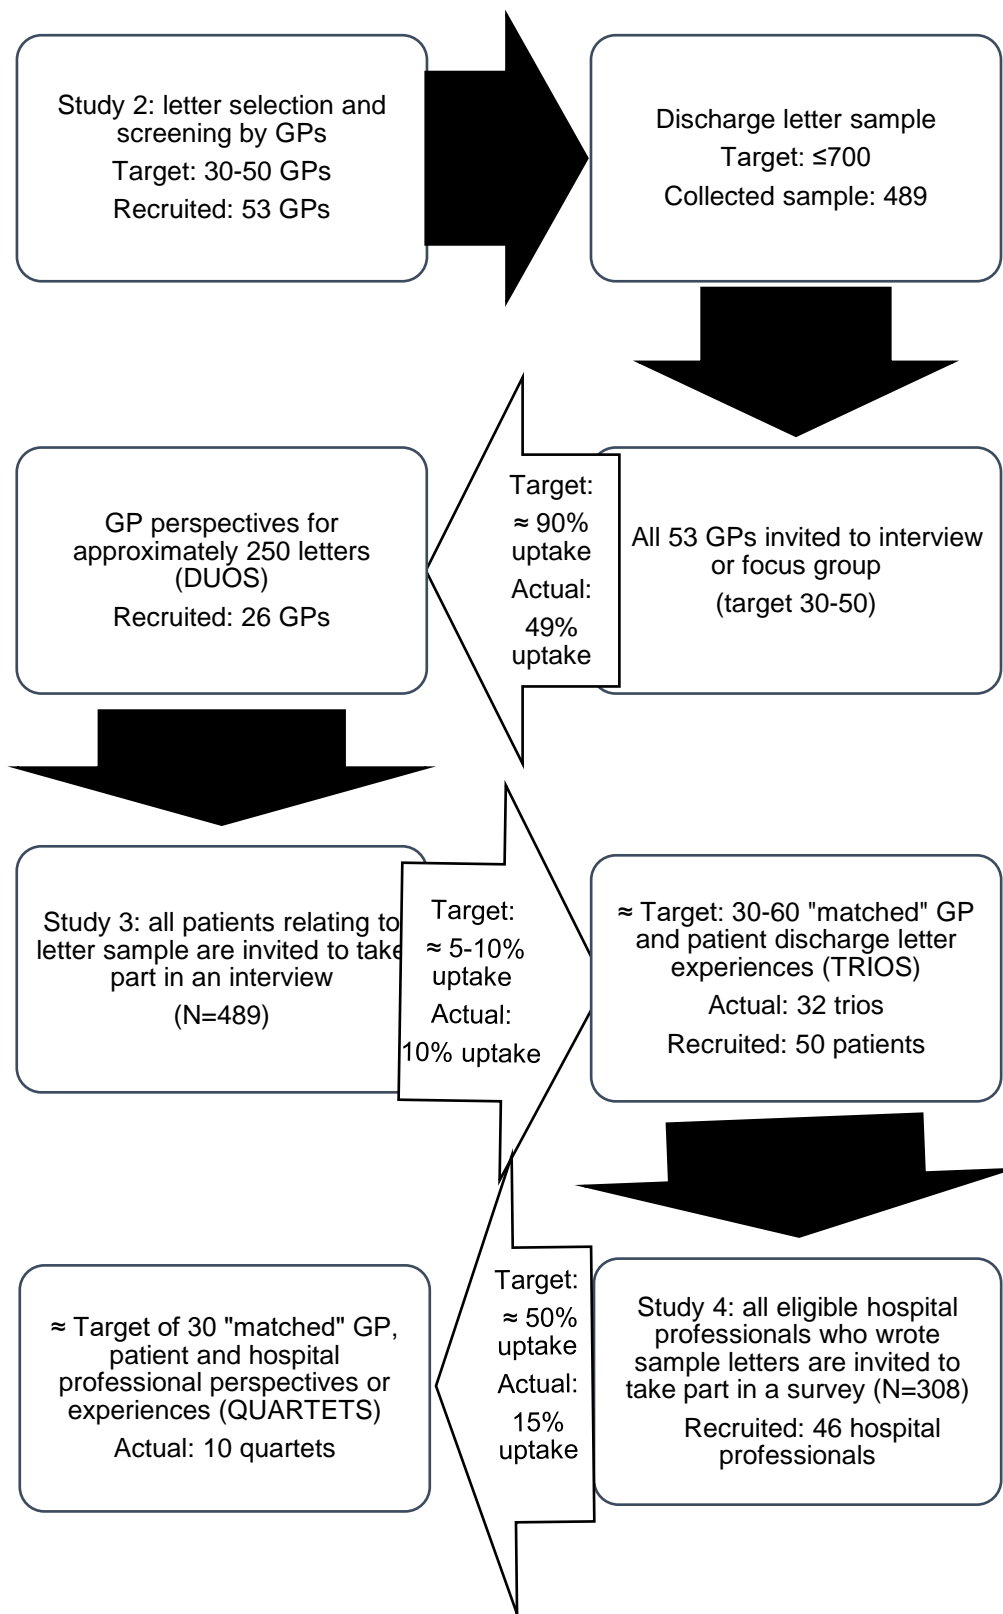 Study 2: letter selection and
screening by GPs
Target: 30-50 GPs
Recruited: 53 GPs
Discharge letter sample
Target: ≤700
Collected sample: 489
All 53 GPs invited to interview
or focus group
(target 30-50)
Target:
≈ 90%
uptake
Actual:
49%
uptake
GP perspectives for
approximately 250 letters
(DUOS)
Recruited: 26 GPs
Study 3: all patients relating to
letter sample are invited to take
part in an interview
(N=489)
Target:
≈ 5-10%
uptake
Actual:
10% uptake
≈ Target: 30-60 "matched" GP
and patient discharge letter
experiences (TRIOS)
Actual: 32 trios
Recruited: 50 patients
Study 4: all eligible hospital
professionals who wrote
sample letters are invited to
take part in a survey (N=308)
Recruited: 46 hospital
professionals
Target:
≈ 50%
uptake
Actual:
15%
uptake
≈ Target of 30 "matched" GP,
patient and hospital
professional perspectives or
experiences (QUARTETS)
Actual: 10 quartets